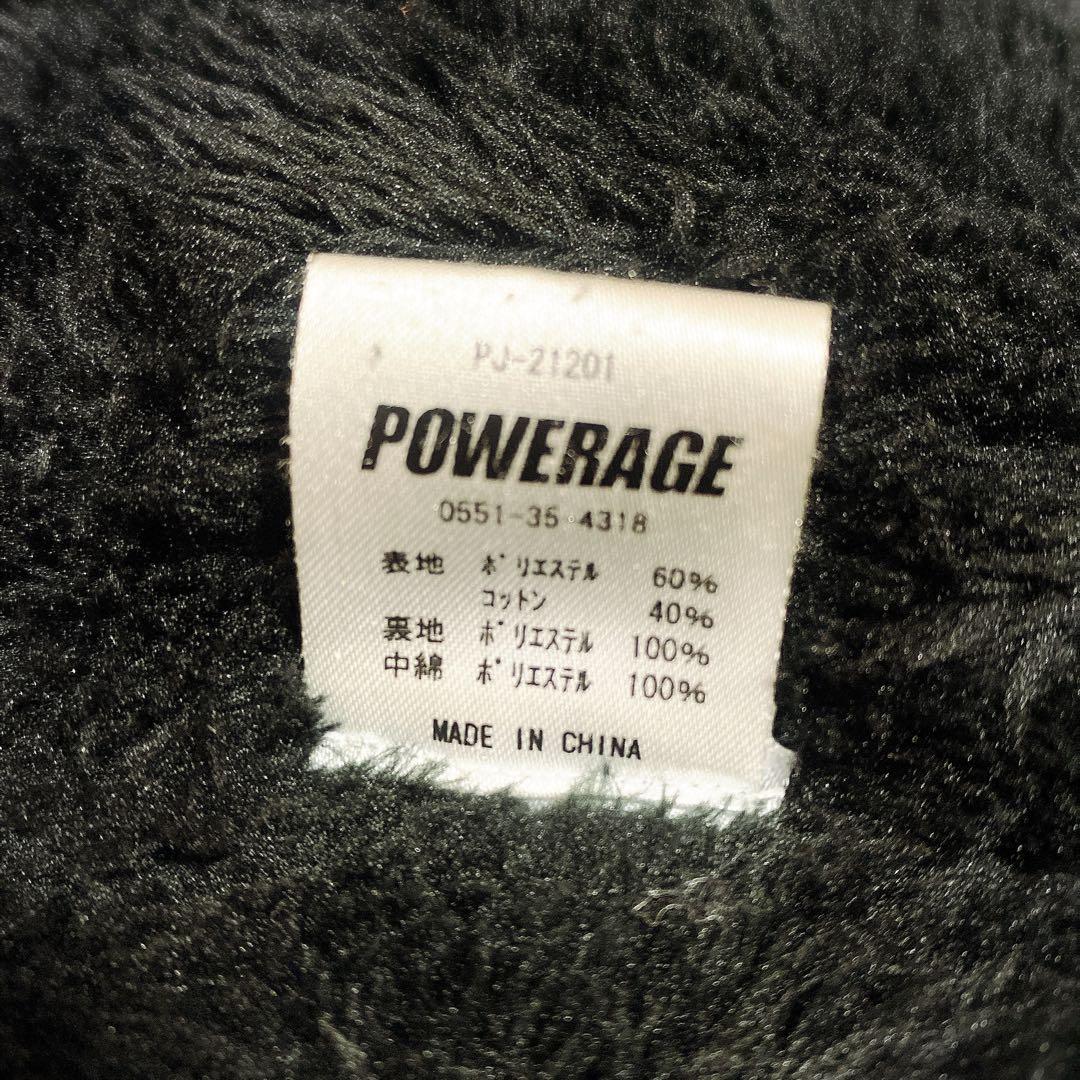 PJ-21201
POWERAGE
0551-35-4318
表地 ポリエステル 60%
コットン 40%
裏地 ポリエステル 100%
中綿 ポリエステル 100%
MADE IN CHINA